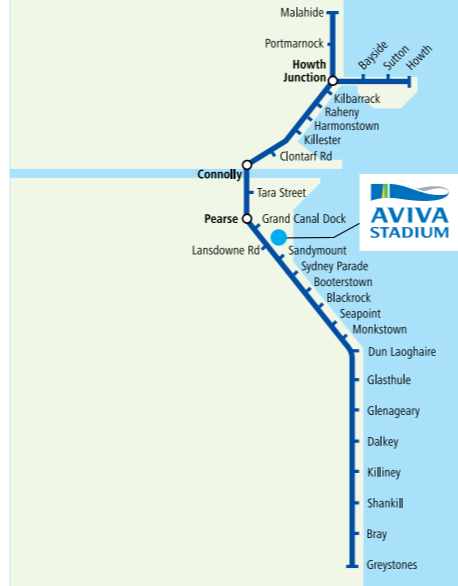 Malahide
Portmarnock
Howth
Junction
Bayside
Sutton
Howth
Kilbarrack
Raheny
Harmonstown
Killester
Clontarf Rd
Connolly
Tara Street
Pearse
Grand Canal Dock
AVIVA
STADIUM
Lansdowne Rd
Sandymount
Sydney Parade
Booterstown
Blackrock
Seapoint
Monkstown
Dun Laoghaire
Glasthule
Glenageary
Dalkey
Killiney
Shankill
Bray
Greystones